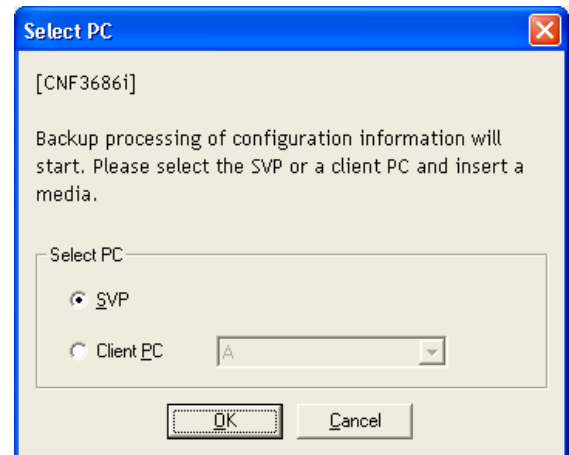 Select PC
[CNF3686i]
Backup processing of configuration information will
start. Please select the SVP or a client PC and insert a
media.
Select PC
SVP
Client PC A
OK Cancel